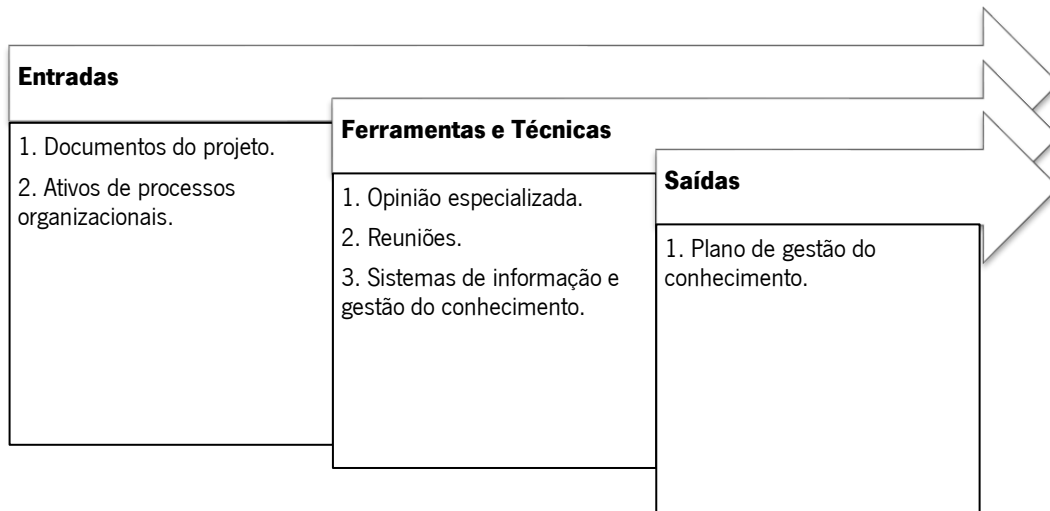 Entradas
1. Documentos do projeto.
2. Ativos de processos
organizacionais.
Ferramentas e Técnicas
1. Opinião especializada.
2. Reuniões.
3. Sistemas de informação e
gestão do conhecimento.
Saídas
1. Plano de gestão do
conhecimento.